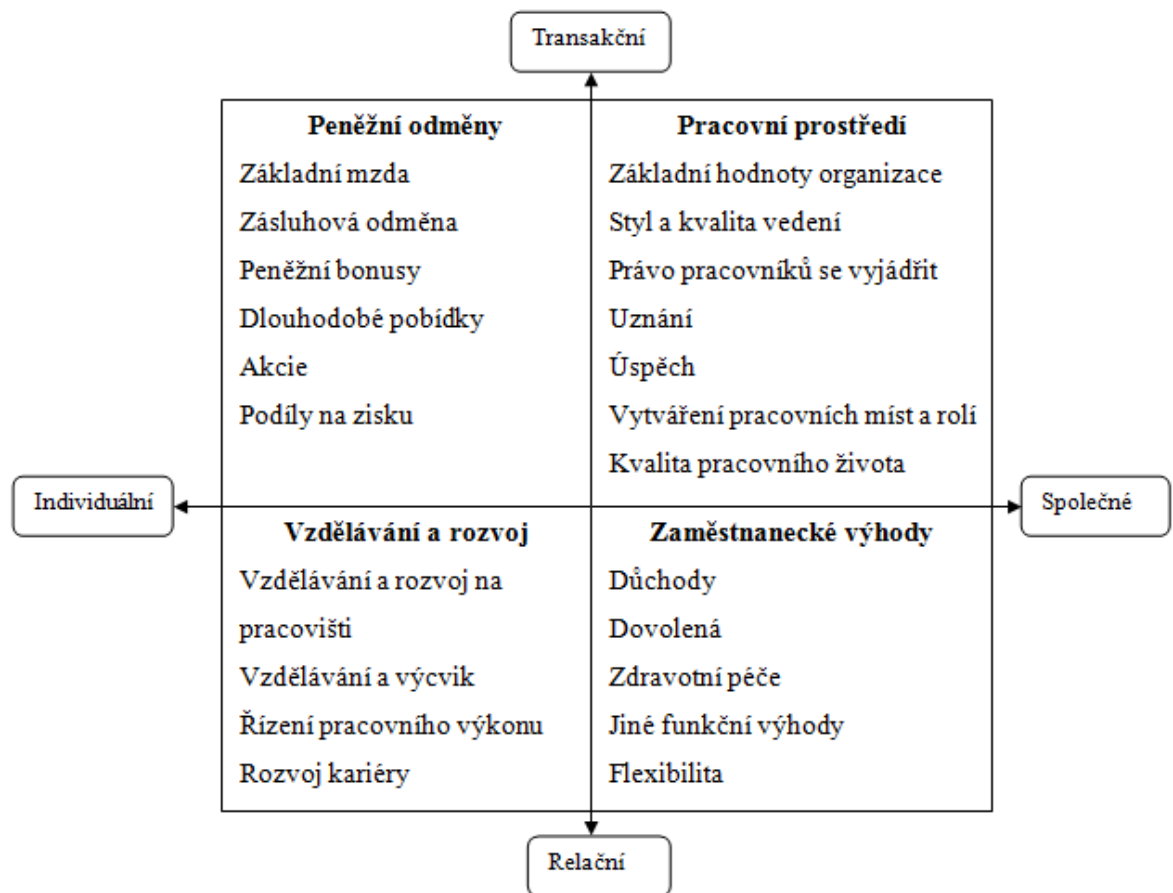 Transakční
Peněžní odměny
Základní mzda
Zásluhová odměna
Peněžní bonusy
Dlouhodobé pobídky
Akcie
Podíly na zisku
Pracovní prostředí
Základní hodnoty organizace
Styl a kvalita vedení
Právo pracovníků se vyjádřit
Uznání
Úspěch
Vytváření pracovních míst a rolí
Kvalita pracovního života
Individuální
Společné
Vzdělávání a rozvoj
Vzdělávání a rozvoj na
pracovišti
Vzdělávání a výcvik
Řízení pracovního výkonu
Rozvoj kariéry
Zaměstnanecké výhody
Důchody
Dovolená
Zdravotní péče
Jiné funkční výhody
Flexibilita
Relační